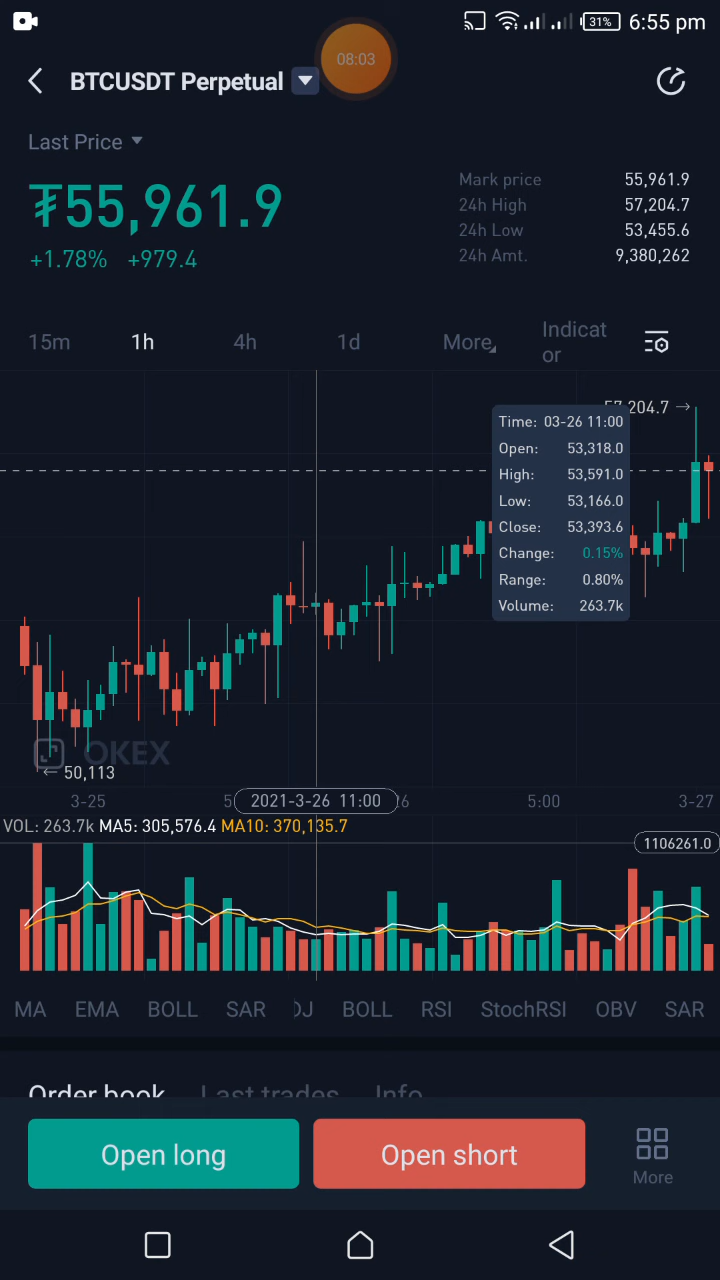 31% 6:55 pm
08:03
BTCUSDT Perpetual
Last Price
₮55,961.9
+1.78% +979.4
Mark price 55,961.9
24h High 57,204.7
24h Low 53,455.6
24h Amt. 9,380,262
15m 1h 4h 1d More Indicat
or
204.7 →
Time: 03-26 11:00
Open: 53,318.0
High: 53,591.0
Low: 53,166.0
Close: 53,393.6
Change: 0.15%
Range: 0.80%
Volume: 263.7k
OKEX
← 50,113
3-25 2021-3-26 11:00 5:00 3-27
VOL: 263.7k MA5: 305,576.4 MA10: 370,135.7
1106261.0
MA EMA BOLL SAR DJ BOLL RSI StochRSI OBV SAR
Order book Last trades Info
Open long Open short More